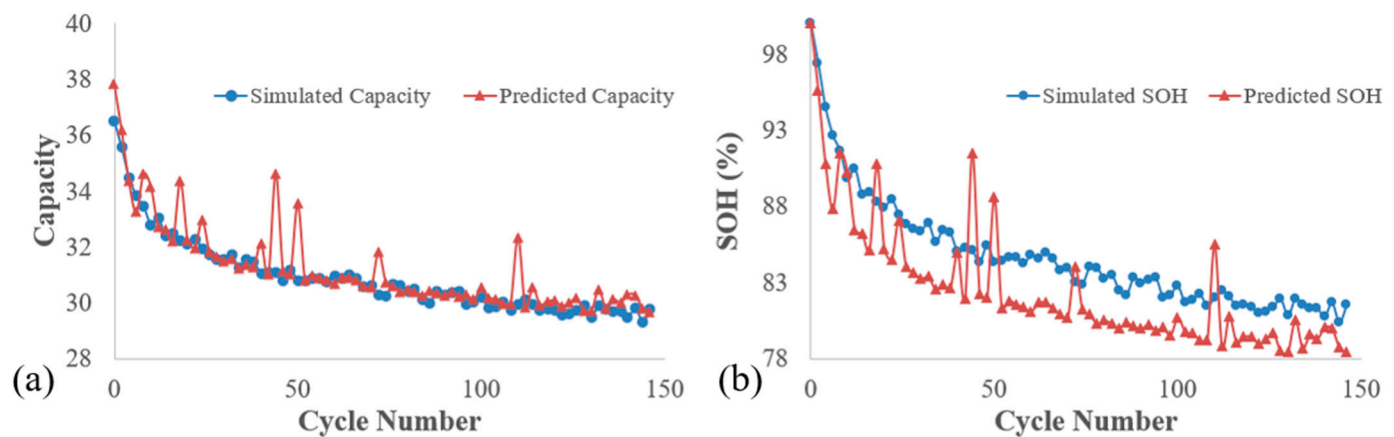 40
38
36
34
32
30
28
Capacity
Simulated Capacity
Predicted Capacity
0
50
100
150
Cycle Number
(a)
98
93
88
83
78
SOH (%)
Simulated SOH
Predicted SOH
0
50
100
150
Cycle Number
(b)